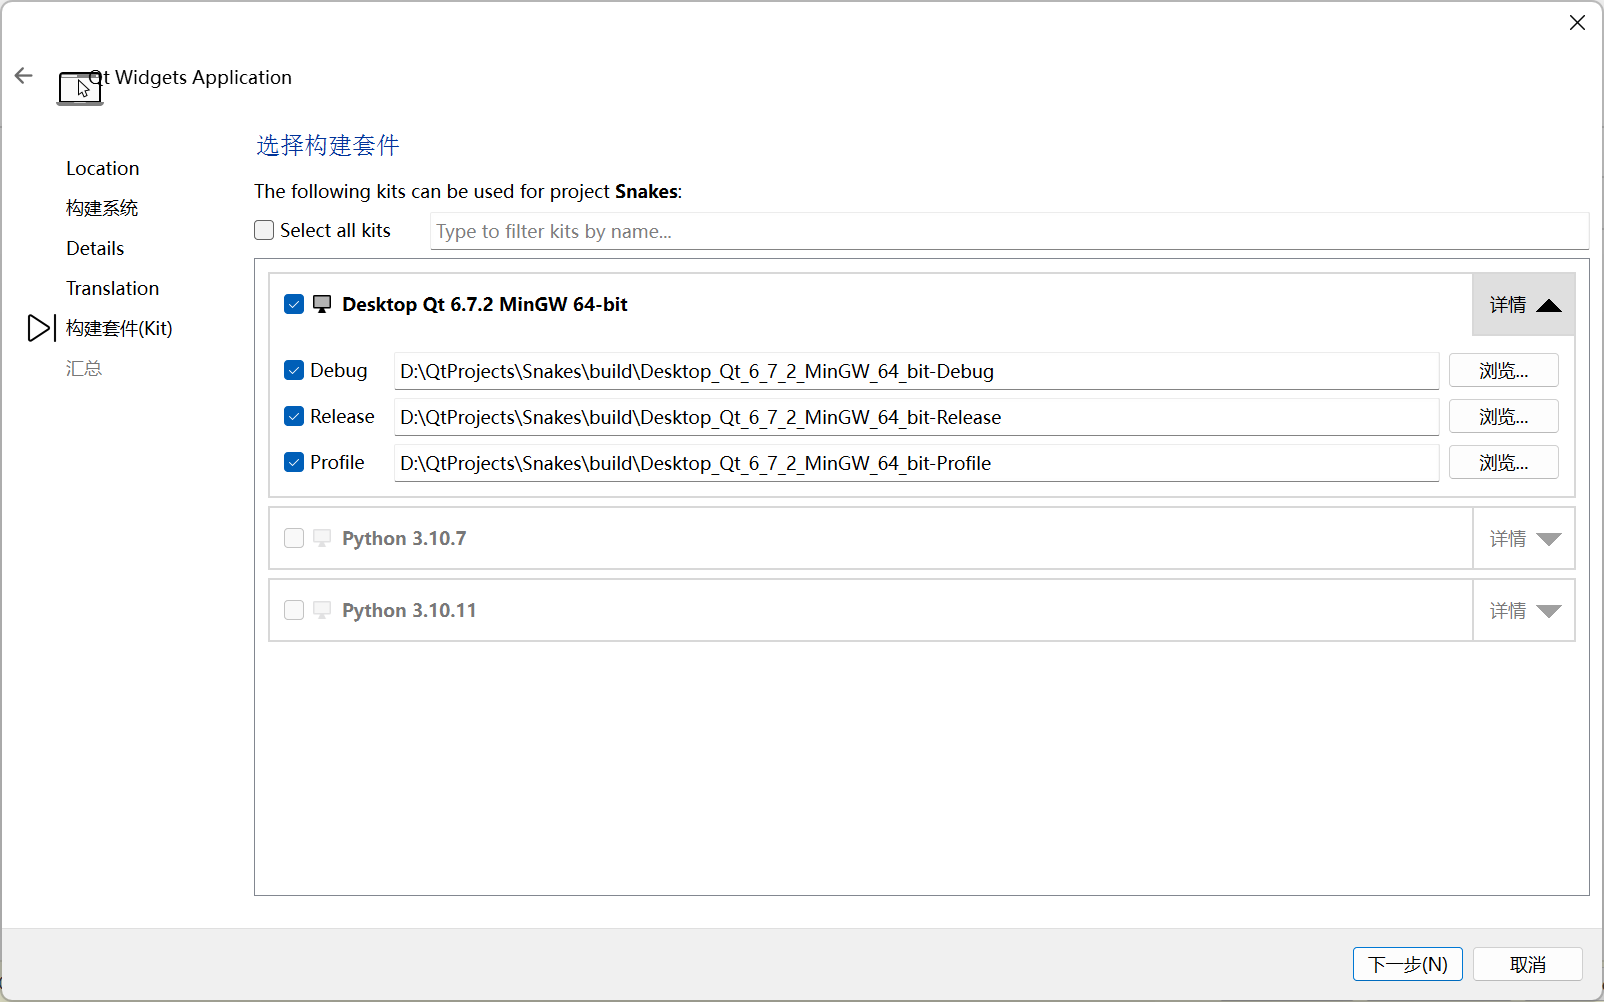 Qt Widgets Application
Location
构建系统
Details
Translation
构建套件(Kit)
汇总
选择构建套件
The following kits can be used for project Snakes:
Select all kits
Type to filter kits by name...
Desktop Qt 6.7.2 MinGW 64-bit
详情
Debug
D:\QtProjects\Snakes\build\Desktop_Qt_6_7_2_MinGW_64_bit-Debug
浏览...
Release
D:\QtProjects\Snakes\build\Desktop_Qt_6_7_2_MinGW_64_bit-Release
浏览...
Profile
D:\QtProjects\Snakes\build\Desktop_Qt_6_7_2_MinGW_64_bit-Profile
浏览...
Python 3.10.7
详情
Python 3.10.11
详情
下一步(N)
取消